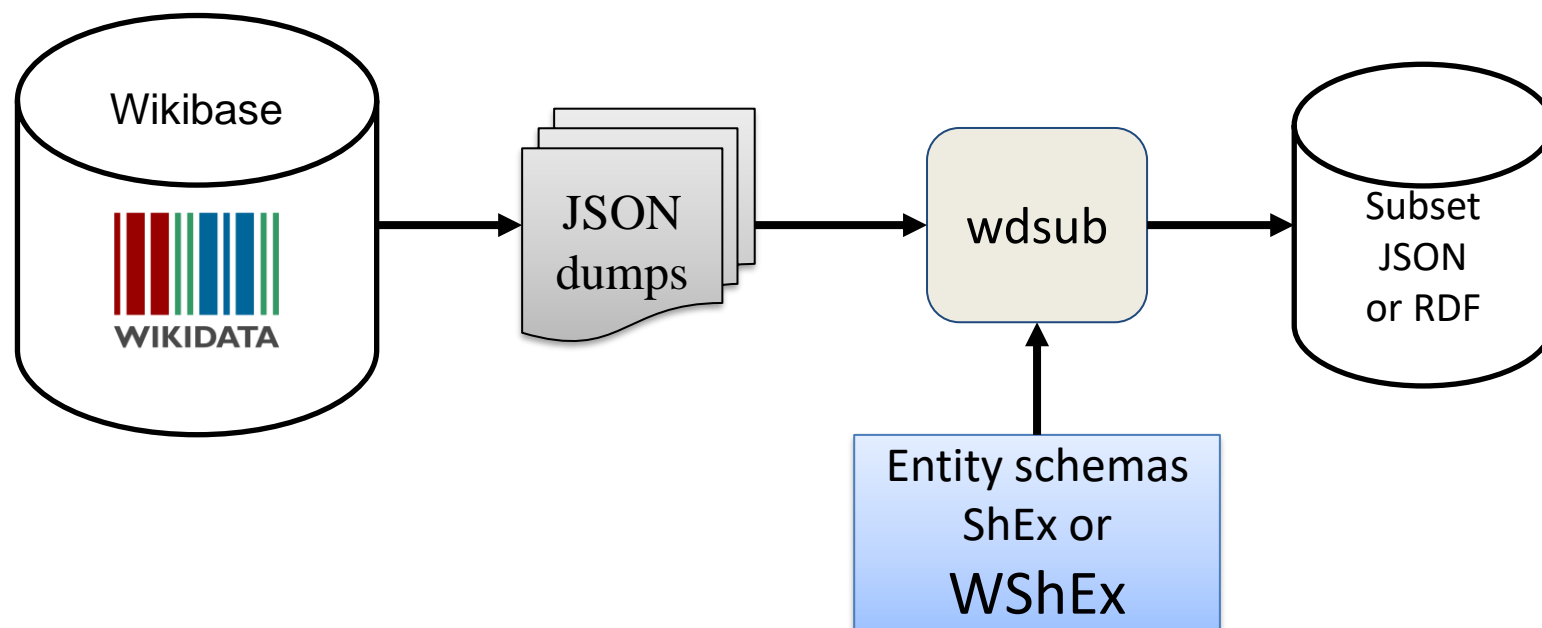 Wikibase
WIKIDATA
JSON
dumps
wdsub
Subset
JSON
or RDF
Entity schemas
ShEx or
WShEx